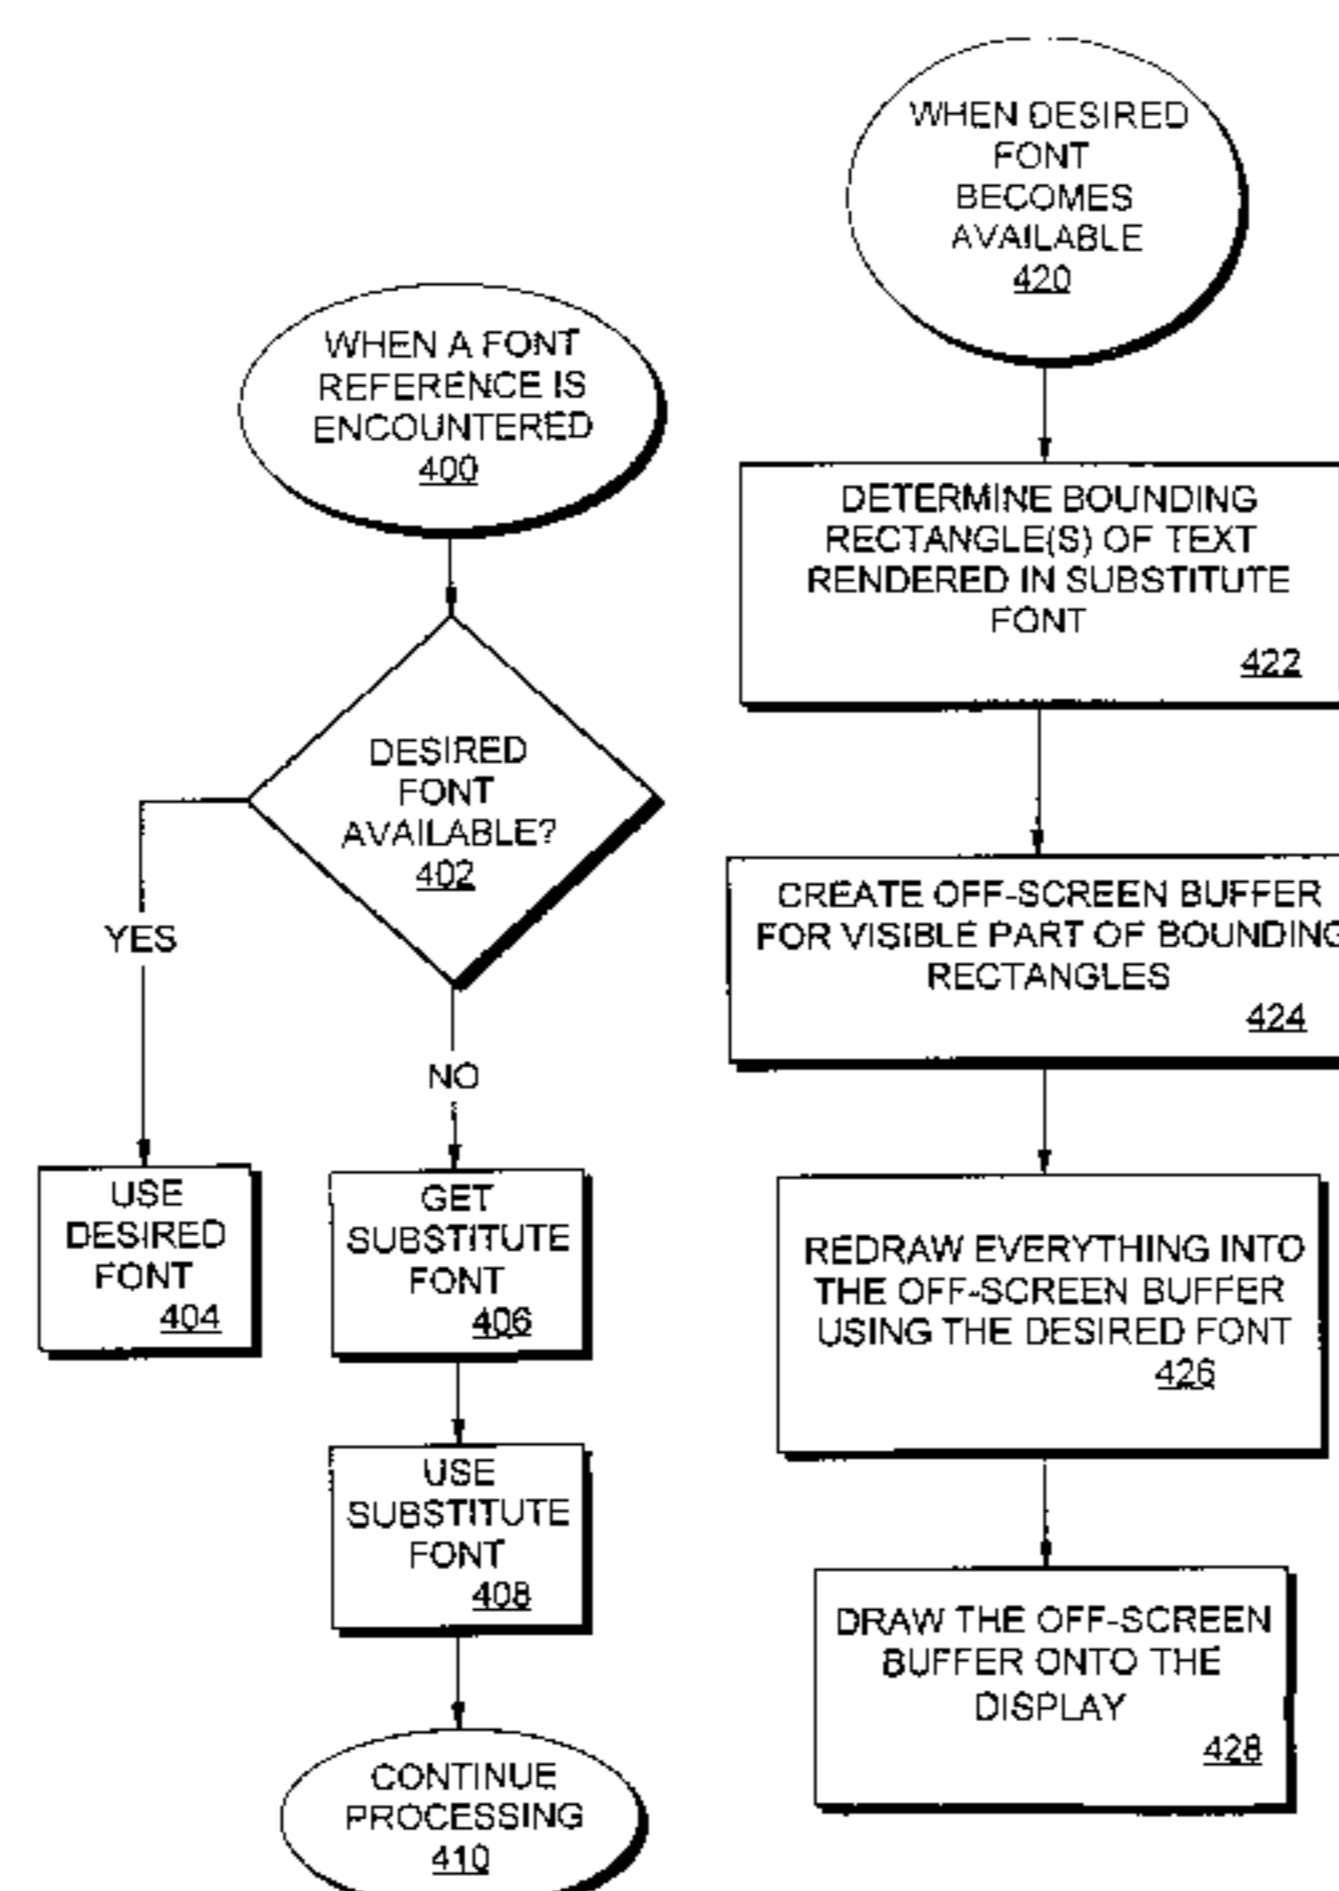 WHEN A FONT
REFERENCE IS
ENCOUNTERED
400
DESIRED
FONT
AVAILABLE?
402
YES
NO
USE
DESIRED
FONT
404
GET
SUBSTITUTE
FONT
406
USE
SUBSTITUTE
FONT
408
CONTINUE
PROCESSING
410
WHEN DESIRED
FONT
BECOMES
AVAILABLE
420
DETERMINE BOUNDING
RECTANGLE(S) OF TEXT
RENDERED IN SUBSTITUTE
FONT
422
CREATE OFF-SCREEN BUFFER
FOR VISIBLE PART OF BOUNDING
RECTANGLES
424
REDRAW EVERYTHING INTO
THE OFF-SCREEN BUFFER
USING THE DESIRED FONT
426
DRAW THE OFF-SCREEN
BUFFER ONTO THE
DISPLAY
428